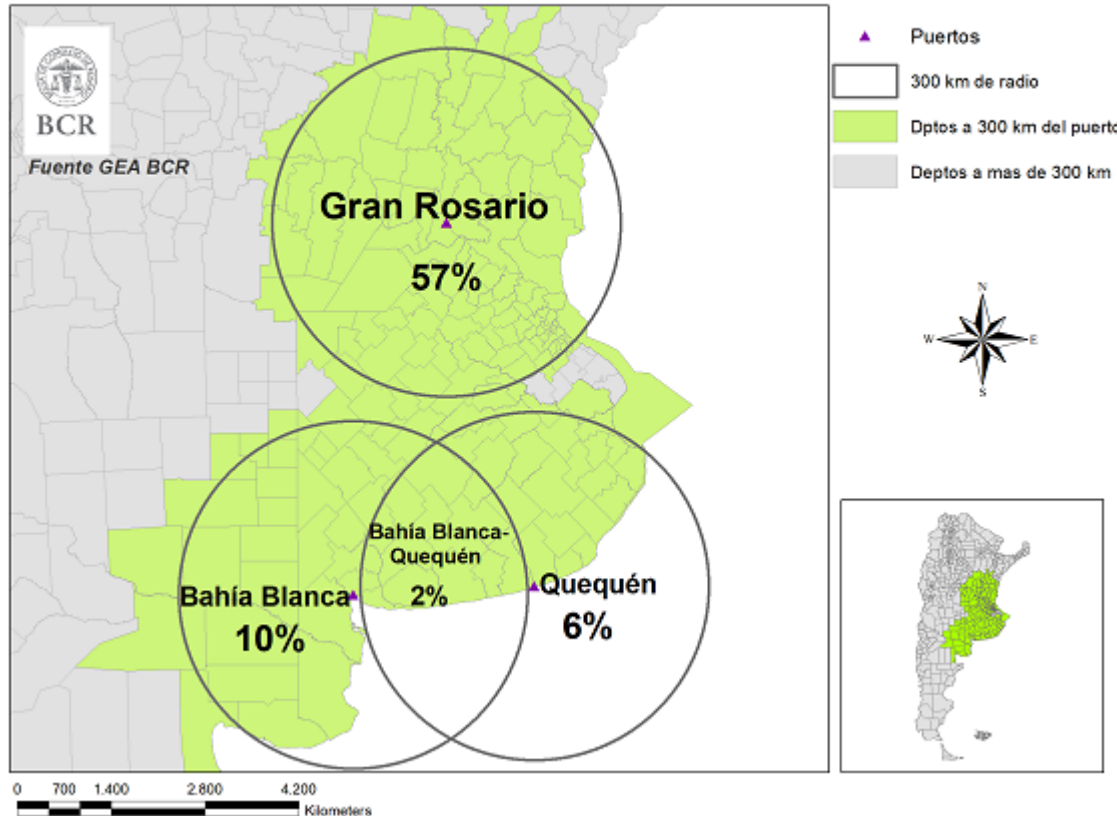 BCR
Fuente GEA BCR
Gran Rosario
57%
Bahía Blanca-
Quequén
2%
Bahía Blanca
10%
Quequén
6%
Puertos
300 km de radio
Dptos a 300 km del puerto
Deptos a mas de 300 km
N
W
E
S
0 700 1.400 2.800 4.200
Kilometers